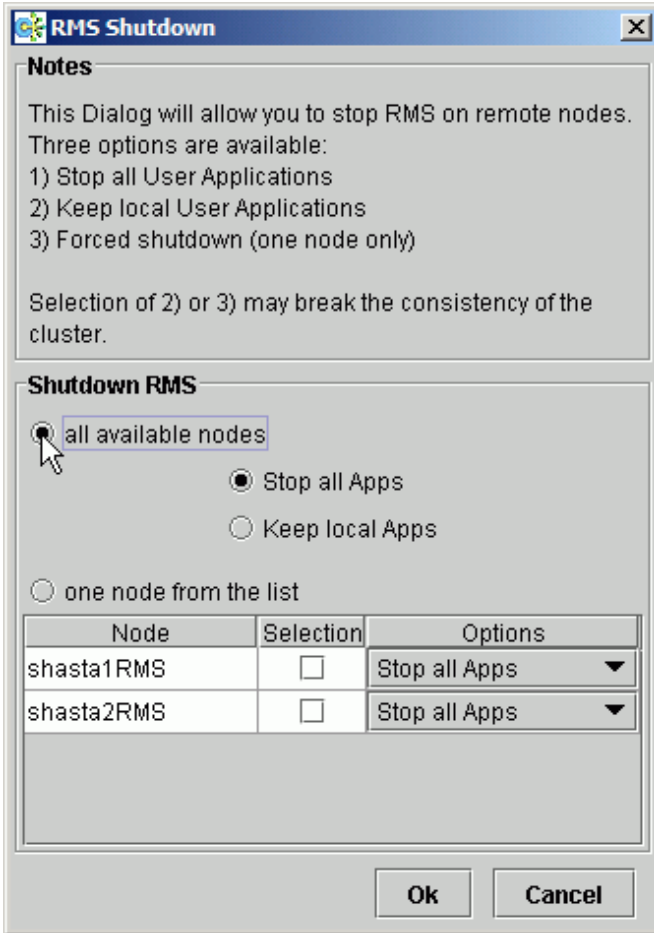 RMS Shutdown
Notes
This Dialog will allow you to stop RMS on remote nodes.
Three options are available:
1) Stop all User Applications
2) Keep local User Applications
3) Forced shutdown (one node only)
Selection of 2) or 3) may break the consistency of the
cluster.
Shutdown RMS
all available nodes
Stop all Apps
Keep local Apps
one node from the list
Node Selection Options
shasta1RMS Stop all Apps
shasta2RMS Stop all Apps
Ok Cancel